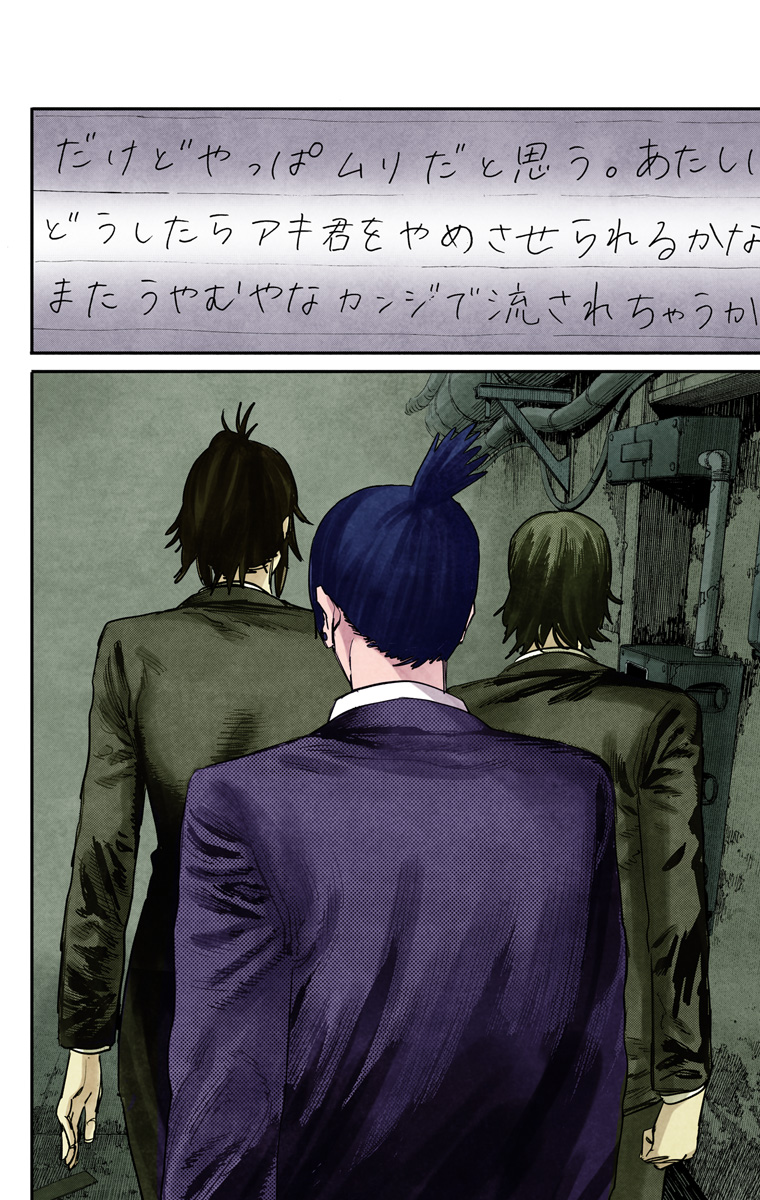 だけどやっぱムリだと思う。あたしい
どうしたらアキ君をやめさせられるかな
またうやむやなカンジで流されちゃうか